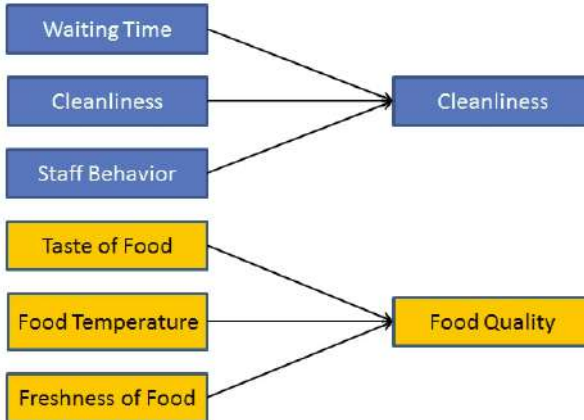 Waiting Time
Cleanliness
Cleanliness
Staff Behavior
Taste of Food
Food Temperature
Food Quality
Freshness of Food